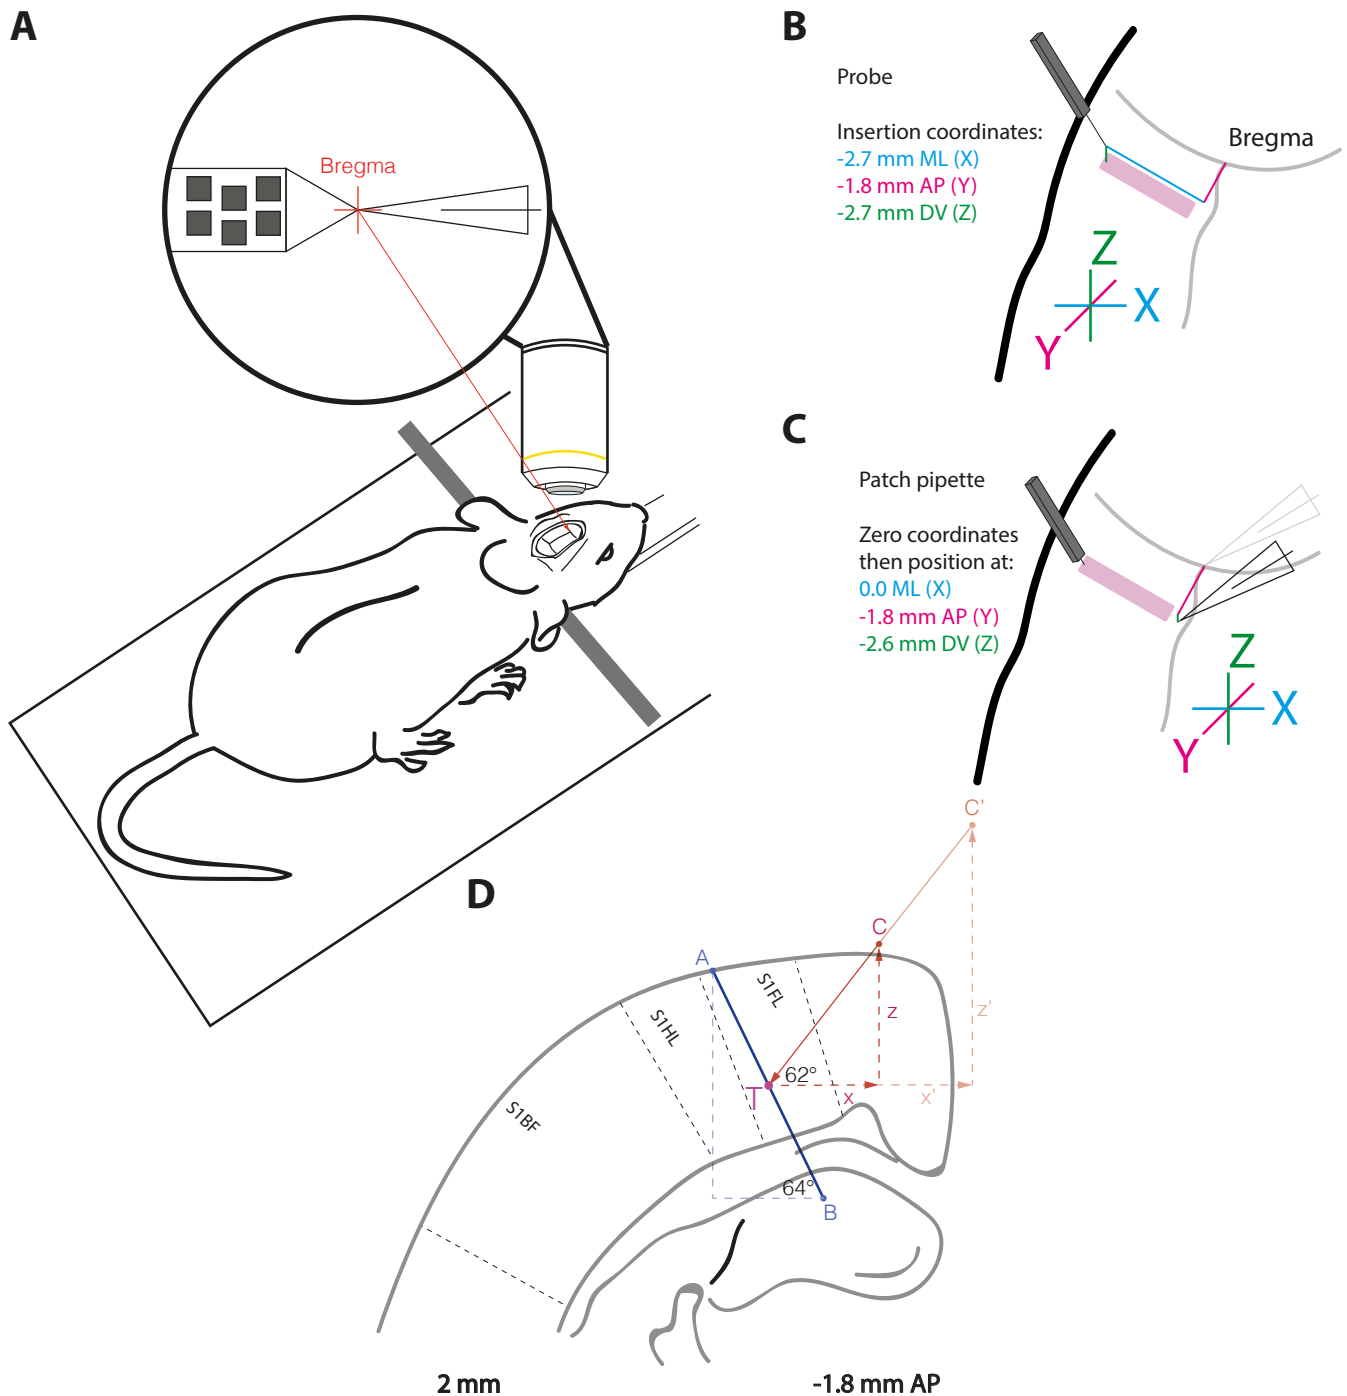 A
Bregma
B
Probe
Insertion coordinates:
-2.7 mm ML (X)
-1.8 mm AP (Y)
-2.7 mm DV (Z)
Bregma
Z
X
Y
C
Patch pipette
Zero coordinates
then position at:
0.0 ML (X)
-1.8 mm AP (Y)
-2.6 mm DV (Z)
Z
X
Y
D
C'
C
A
S1FL
S1HL
S1BF
z
z'
62°
T
x
x'
64°
B
2 mm
-1.8 mm AP